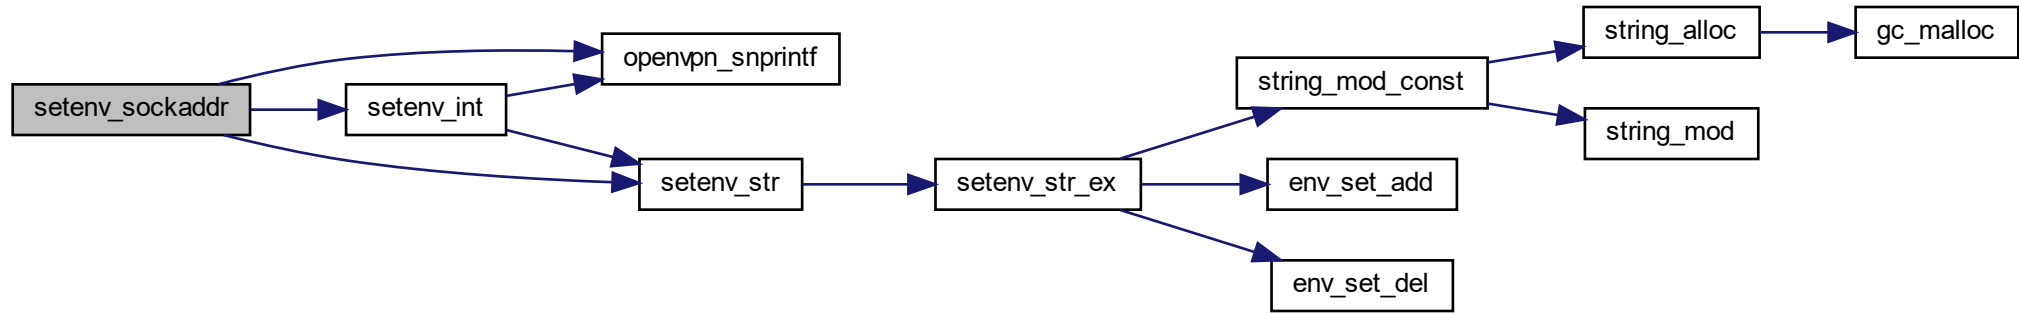 setenv_sockaddr
setenv_int
openvpn_snprintf
setenv_str
setenv_str_ex
string_mod_const
string_alloc
gc_malloc
string_mod
env_set_add
env_set_del